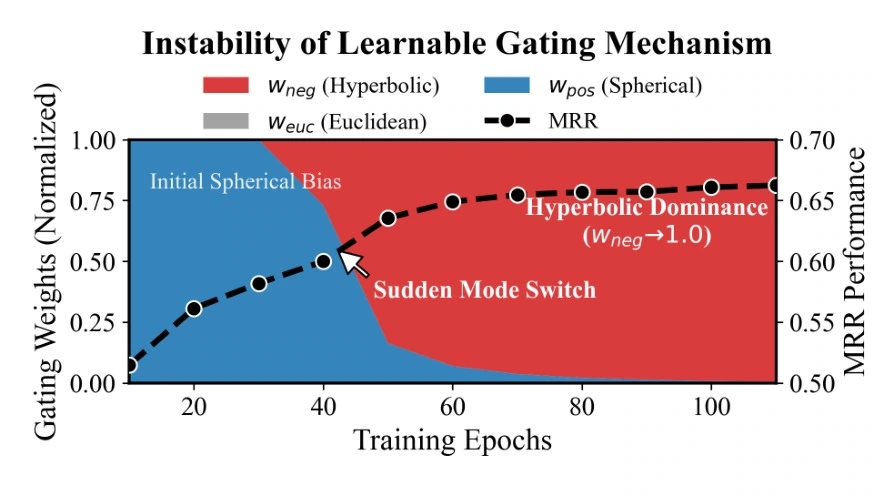 Instability of Learnable Gating Mechanism
w_neg (Hyperbolic)
w_pos (Spherical)
w_euc (Euclidean)
MRR
Gating Weights (Normalized)
1.00
0.75
0.50
0.25
0.00
Initial Spherical Bias
Hyperbolic Dominance
(w_neg→1.0)
Sudden Mode Switch
0.70
0.65
0.60
0.55
0.50
MRR Performance
20 40 60 80 100
Training Epochs